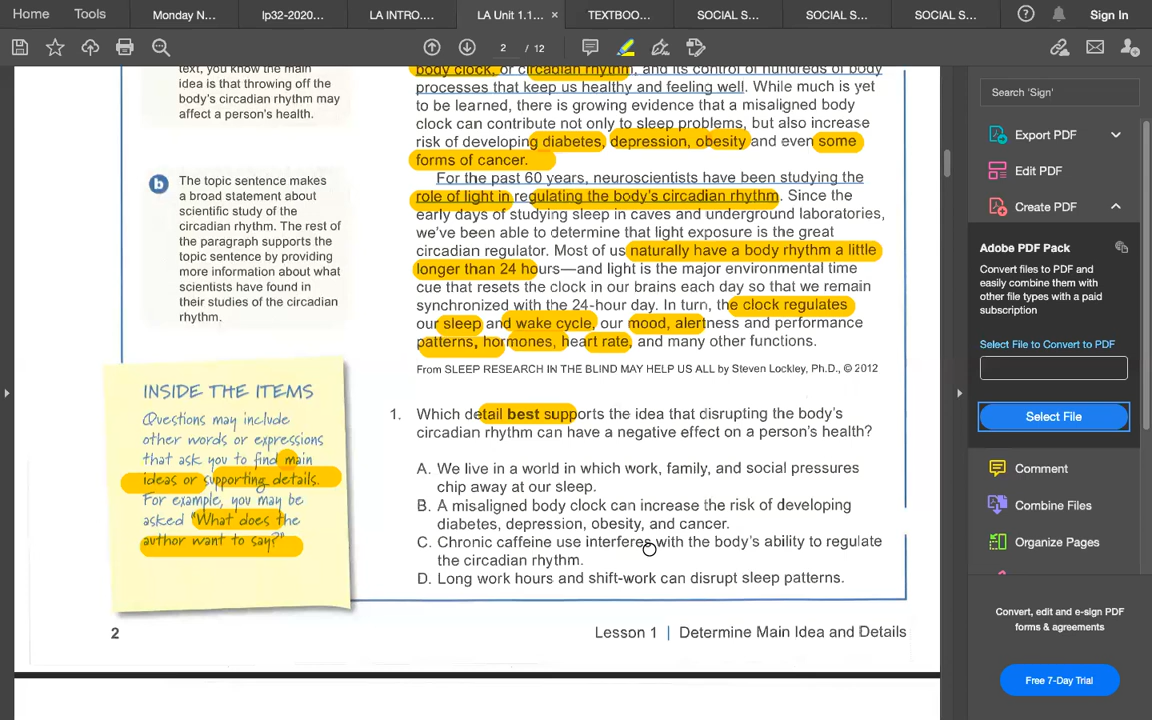 Home
Tools
Monday N...
lp32-2020...
LA INTRO....
LA Unit 1.1...
×
TEXTBOO...
SOCIAL S...
SOCIAL S...
SOCIAL S...
Sign In
2 / 12
text, you know the main
idea is that throwing off the
body's circadian rhythm may
affect a person's health.
b
The topic sentence makes
a broad statement about
scientific study of the
circadian rhythm. The rest of
the paragraph supports the
topic sentence by providing
more information about what
scientists have found in
their studies of the circadian
rhythm.
INSIDE THE ITEMS
Questions may include
other words or expressions
that ask you to find main
ideas or supporting details.
For example, you may be
asked "What does the
author want to say?"
body clock, or circadian rhythm, and its control of hundreds of body
processes that keep us healthy and feeling well. While much is yet
to be learned, there is growing evidence that a misaligned body
clock can contribute not only to sleep problems, but also increase
risk of developing diabetes, depression, obesity and even some
forms of cancer.
For the past 60 years, neuroscientists have been studying the
role of light in regulating the body's circadian rhythm. Since the
early days of studying sleep in caves and underground laboratories,
we've been able to determine that light exposure is the great
circadian regulator. Most of us naturally have a body rhythm a little
longer than 24 hours—and light is the major environmental time
cue that resets the clock in our brains each day so that we remain
synchronized with the 24-hour day. In turn, the clock regulates
our sleep and wake cycle, our mood, alertness and performance
patterns, hormones, heart rate, and many other functions.
From SLEEP RESEARCH IN THE BLIND MAY HELP US ALL by Steven Lockley, Ph.D., © 2012
1. Which detail best supports the idea that disrupting the body's
circadian rhythm can have a negative effect on a person's health?
A. We live in a world in which work, family, and social pressures
chip away at our sleep.
B. A misaligned body clock can increase the risk of developing
diabetes, depression, obesity, and cancer.
C. Chronic caffeine use interferes with the body's ability to regulate
the circadian rhythm.
D. Long work hours and shift-work can disrupt sleep patterns.
2
Lesson 1 | Determine Main Idea and Details
Search 'Sign'
Export PDF
Edit PDF
Create PDF
Adobe PDF Pack
Convert files to PDF and
easily combine them with
other file types with a paid
subscription
Select File to Convert to PDF
Select File
Comment
Combine Files
Organize Pages
Convert, edit and e-sign PDF
forms & agreements
Free 7-Day Trial